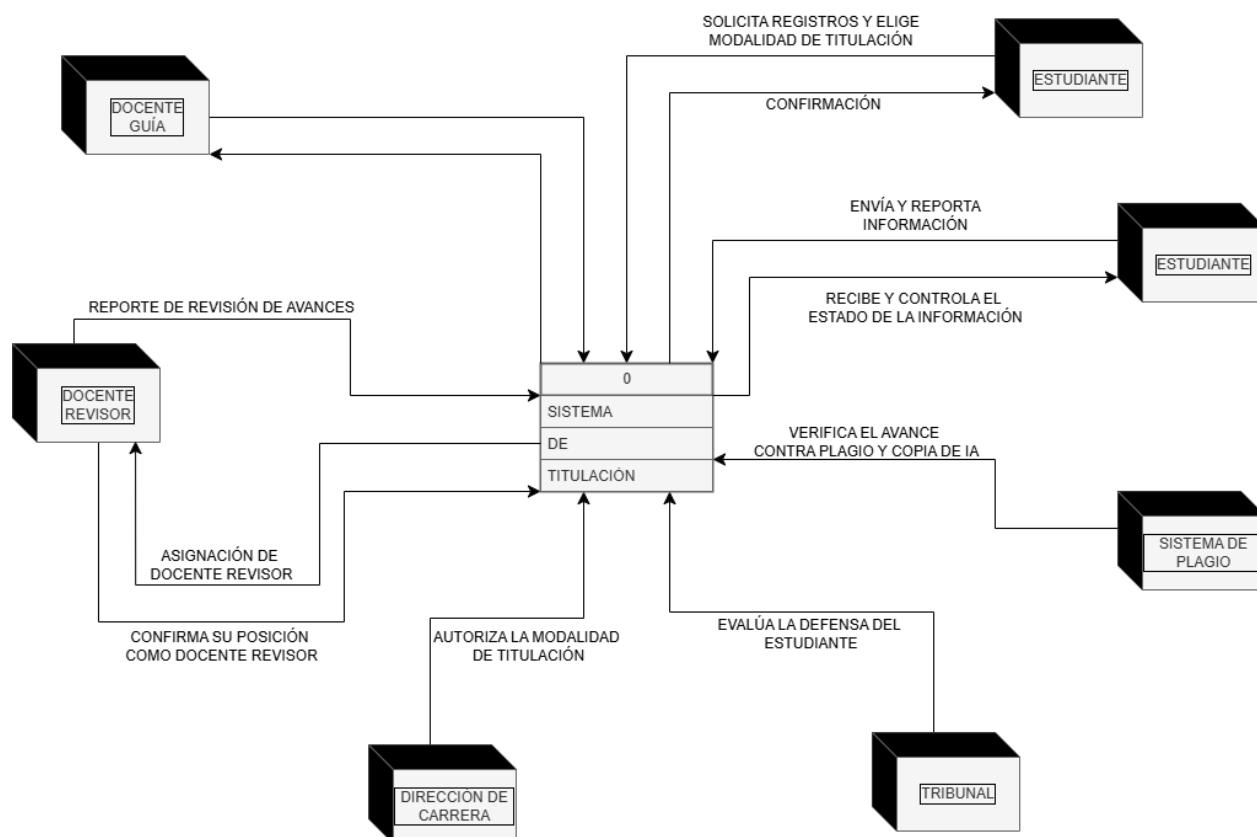 SOLICITA REGISTROS Y ELIGE
MODALIDAD DE TITULACIÓN
ESTUDIANTE
CONFIRMACIÓN
DOCENTE
GUÍA
ENVÍA Y REPORTA
INFORMACIÓN
ESTUDIANTE
RECIBE Y CONTROLA EL
ESTADO DE LA INFORMACIÓN
REPORTE DE REVISIÓN DE AVANCES
DOCENTE
REVISOR
0
SISTEMA
DE
TITULACIÓN
VERIFICA EL AVANCE
CONTRA PLAGIO Y COPIA DE IA
SISTEMA DE
PLAGIO
ASIGNACIÓN DE
DOCENTE REVISOR
CONFIRMA SU POSICIÓN
COMO DOCENTE REVISOR
AUTORIZA LA MODALIDAD
DE TITULACIÓN
EVALÚA LA DEFENSA DEL
ESTUDIANTE
DIRECCIÓN DE
CARRERA
TRIBUNAL